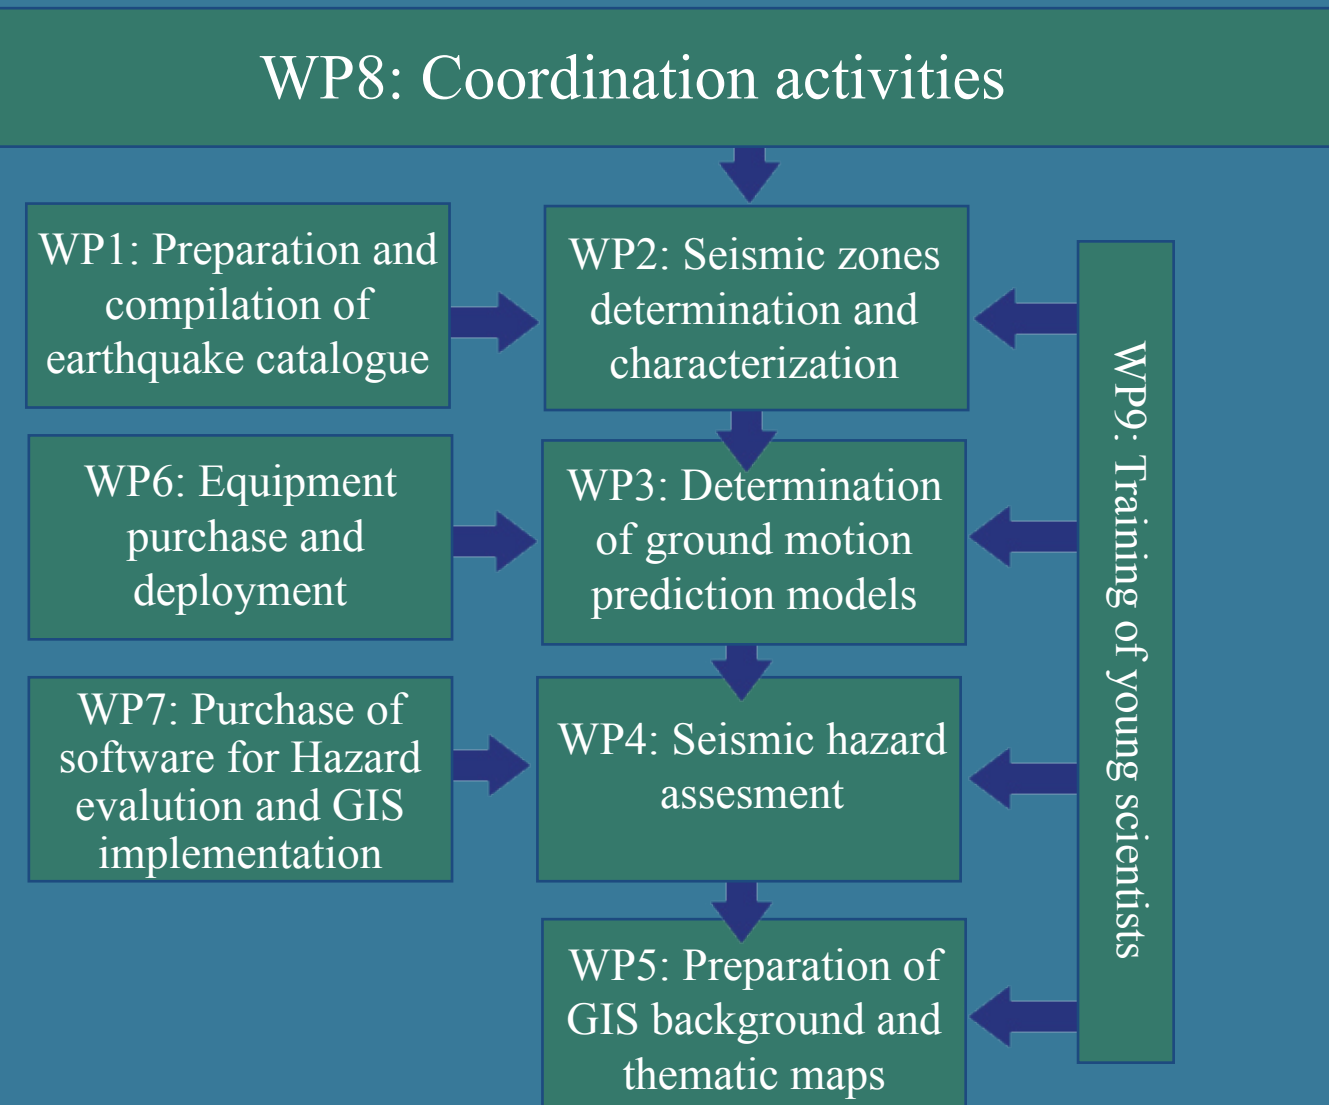 WP8: Coordination activities
WP1: Preparation and
compilation of
earthquake catalogue
WP2: Seismic zones
determination and
characterization
WP6: Equipment
purchase and
deployment
WP3: Determination
of ground motion
prediction models
WP7: Purchase of
software for Hazard
evalution and GIS
implementation
WP4: Seismic hazard
assesment
WP5: Preparation of
GIS background and
thematic maps
WP9: Training of young scientists